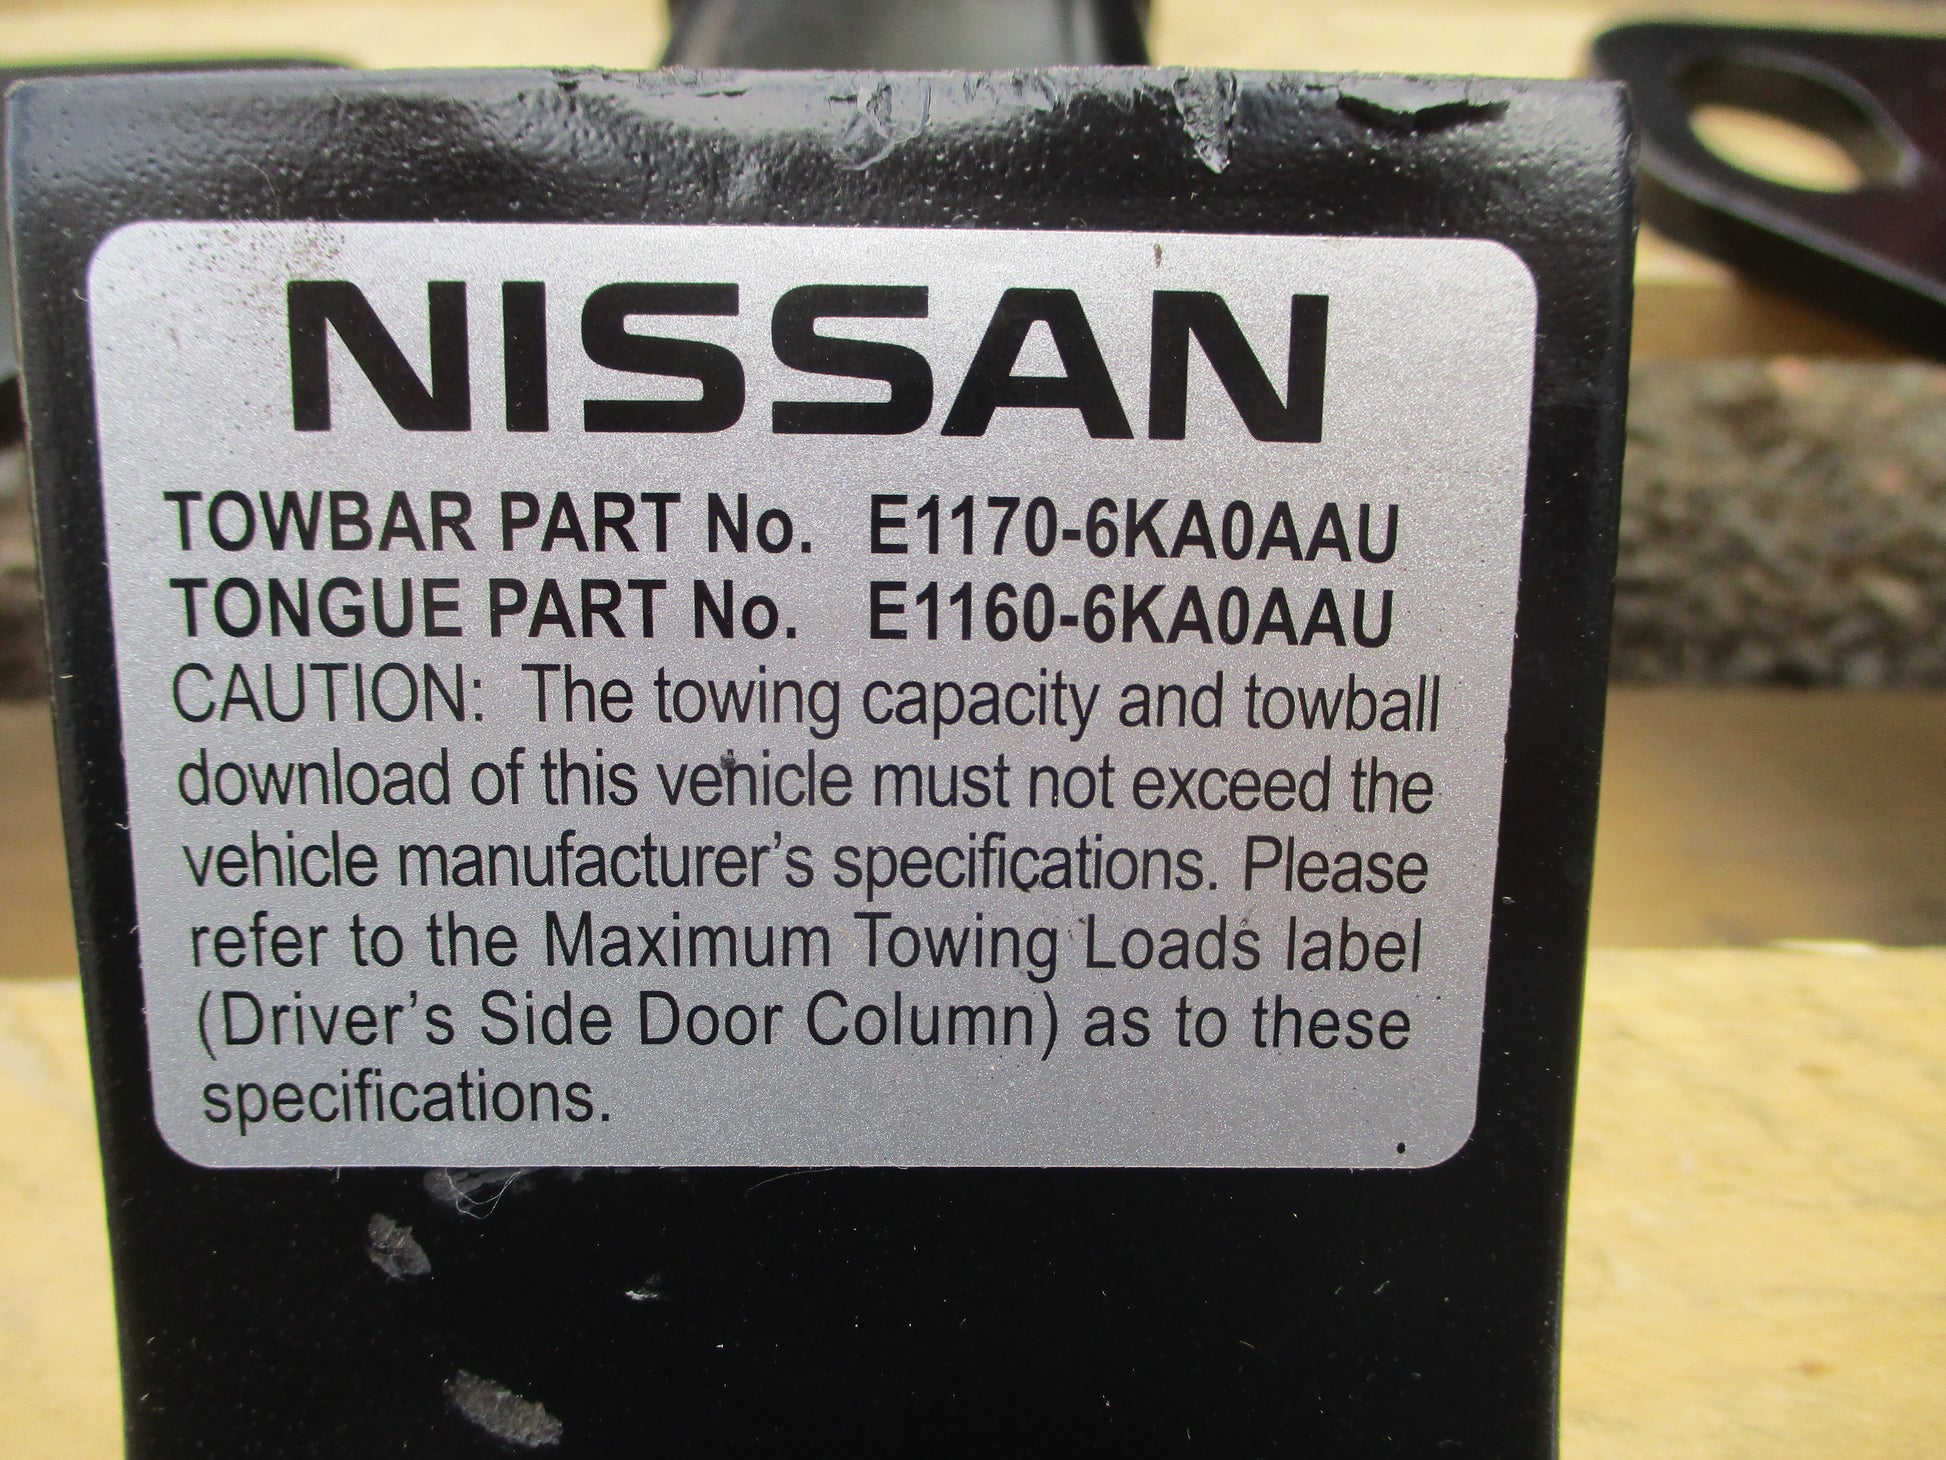 NISSAN
TOWBAR PART No. E1170-6KA0AAU
TONGUE PART No. E1160-6KA0AAU
CAUTION: The towing capacity and towball
download of this vehicle must not exceed the
vehicle manufacturer's specifications. Please
refer to the Maximum Towing Loads label
(Driver's Side Door Column) as to these
specifications.